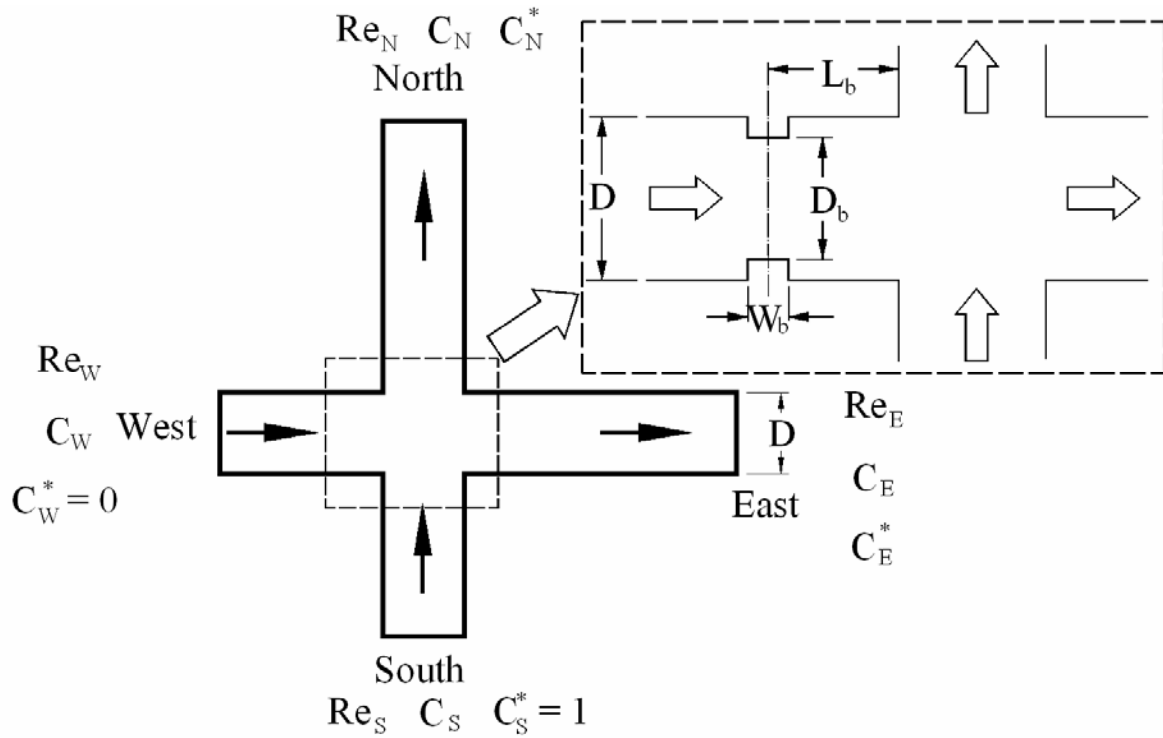 Re_N C_N C_N^*
North
L_b
D
D_b
W_b
Re_W
C_W West
C_W^* = 0
D
Re_E
East
C_E
C_E^*
South
Re_S C_S C_S^* = 1